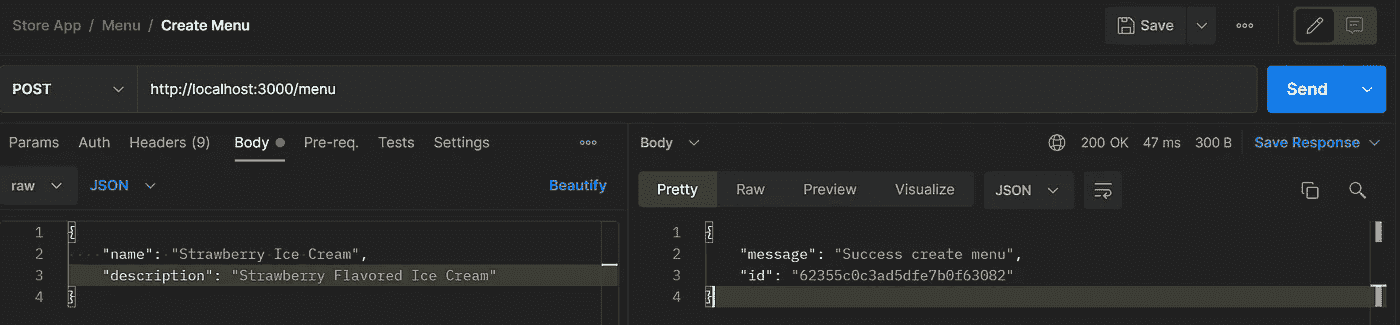 Store App / Menu / Create Menu
Save
POST
http://localhost:3000/menu
Send
Params Auth Headers (9) Body Pre-req. Tests Settings
raw JSON Beautify
1 {
2 "name": "Strawberry Ice Cream",
3 "description": "Strawberry Flavored Ice Cream"
4 }
Body 200 OK 47 ms 300 B Save Response
Pretty Raw Preview Visualize JSON
1 {
2 "message": "Success create menu",
3 "id": "62355c0c3ad5dfe7b0f63082"
4 }